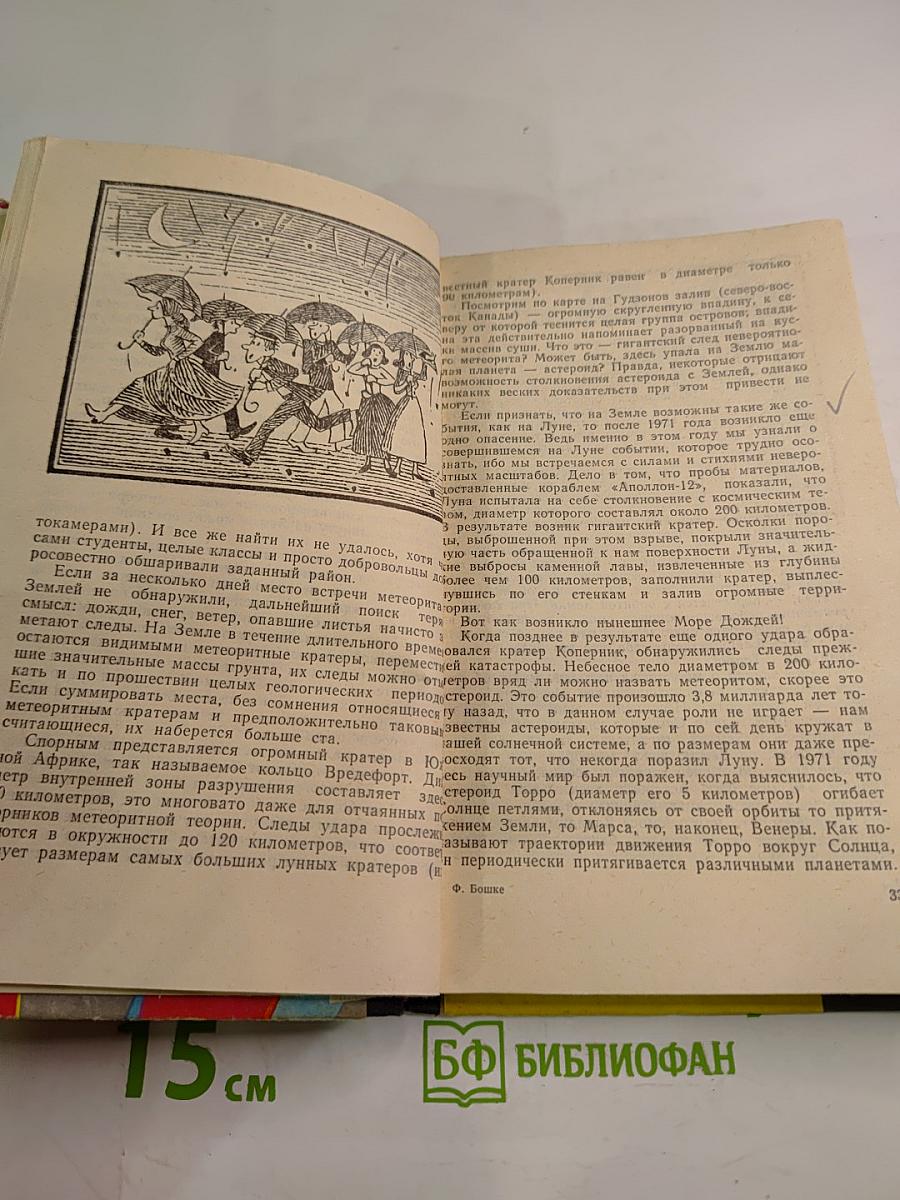 токамерами). И все же найти их не удалось, хотя
сами студенты, целые классы и просто добровольцы
росовестно обшаривали заданный район.
Если за несколько дней место встречи метеорита
Землей не обнаружили, дальнейший поиск теря
смысл: дожди, снег, ветер, опавшие листья начисто
метают следы. На Земле в течение длительного време
остаются видимыми метеоритные кратеры, перемести
шие значительные массы грунта, их следы можно оты
кать и по прошествии целых геологических периодо
Если суммировать места, без сомнения относящиеся
метеоритным кратерам и предположительно таковы
считающиеся, их наберется больше ста.
Спорным представляется огромный кратер в Юж
ной Африке, так называемое кольцо Вредефорт. Ди
метр внутренней зоны разрушения составляет здес
0 километров, это многовато даже для отчаянных п
орников метеоритной теории. Следы удара прослежи
ются в окружности до 120 километров, что соотве
ует размерам самых больших лунных кратеров (и
вестный кратер Коперник равен в диаметре только
90 километрам).
Посмотрим по карте на Гудзонов залив (северо-вос-
ток Канады) — огромную скругленную впадину, к се-
веру от которой теснится целая группа островов; впади-
на эта действительно напоминает разорванный на кус-
ки массив суши. Что это — гигантский след невероятно-
го метеорита? Может быть, здесь упала на Землю ма-
лая планета — астероид? Правда, некоторые отрицают
возможность столкновения астероида с Землей, однако
никаких веских доказательств при этом привести не
могут.
Если признать, что на Земле возможны такие же со-
бытия, как на Луне, то после 1971 года возникло еще
одно опасение. Ведь именно в этом году мы узнали о
совершившемся на Луне событии, которое трудно осо-
знать, ибо мы встречаемся с силами и стихиями неверо-
ятных масштабов. Дело в том, что пробы материалов,
доставленные кораблем «Аполлон-12», показали, что
Луна испытала на себе столкновение с космическим те-
лом, диаметр которого составлял около 200 километров.
В результате возник гигантский кратер. Осколки поро-
ды, выброшенной при этом взрыве, покрыли значитель-
ную часть обращенной к нам поверхности Луны, а жид-
кие выбросы каменной лавы, извлеченные из глубины
более чем 100 километров, заполнили кратер, выплес-
нувшись по его стенкам и залив огромные терри-
тории.
Вот как возникло нынешнее Море Дождей!
Когда позднее в результате еще одного удара обра-
зовался кратер Коперник, обнаружились следы преж-
ней катастрофы. Небесное тело диаметром в 200 кило-
метров вряд ли можно назвать метеоритом, скорее это
астероид. Это событие произошло 3,8 миллиарда лет то-
му назад, что в данном случае роли не играет — нам
известны астероиды, которые и по сей день кружат в
нашей солнечной системе, а по размерам они даже пре-
восходят тот, что некогда поразил Луну. В 1971 году
весь научный мир был поражен, когда выяснилось, что
астероид Торро (диаметр его 5 километров) огибает
Солнце петлями, отклоняясь от своей орбиты то притя-
жением Земли, то Марса, то, наконец, Венеры. Как по-
казывают траектории движения Торро вокруг Солнца,
он периодически притягивается различными планетами.
Ф. Бошке
33
15 см
БФ БИБЛИОФАН